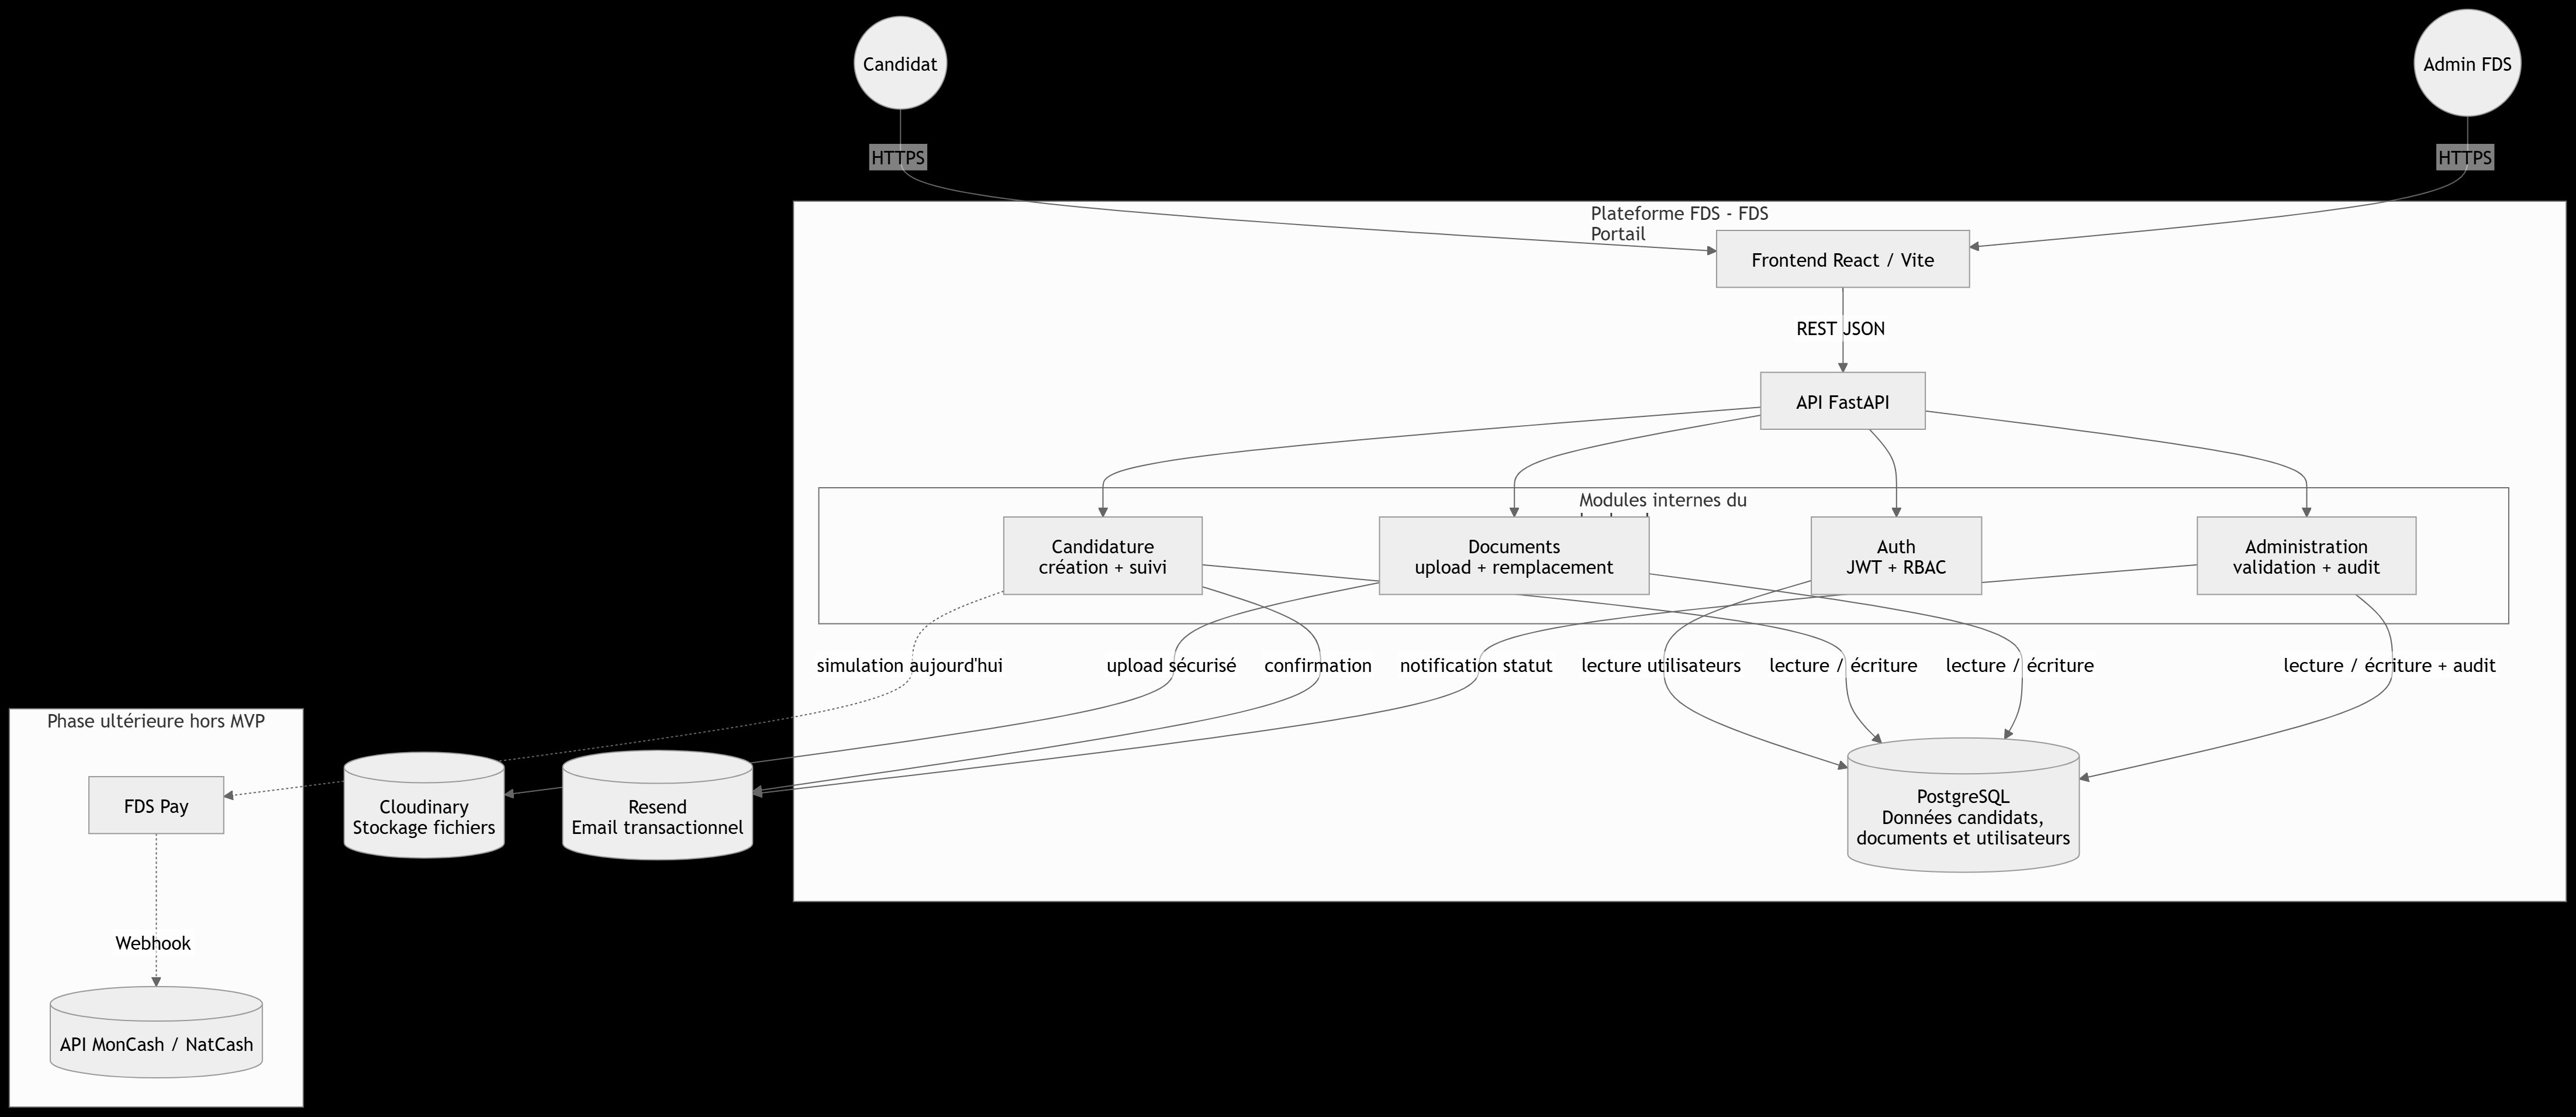 Candidat
Admin FDS
HTTPS
HTTPS
Plateforme FDS - FDS
Portail
Frontend React / Vite
REST JSON
API FastAPI
Modules internes du
Candidature
création + suivi
Documents
upload + remplacement
Auth
JWT + RBAC
Administration
validation + audit
simulation aujourd'hui
upload sécurisé
confirmation
notification statut
lecture utilisateurs
lecture / écriture
lecture / écriture
lecture / écriture + audit
Phase ultérieure hors MVP
FDS Pay
Cloudinary
Stockage fichiers
Resend
Email transactionnel
PostgreSQL
Données candidats,
documents et utilisateurs
Webhook
API MonCash / NatCash